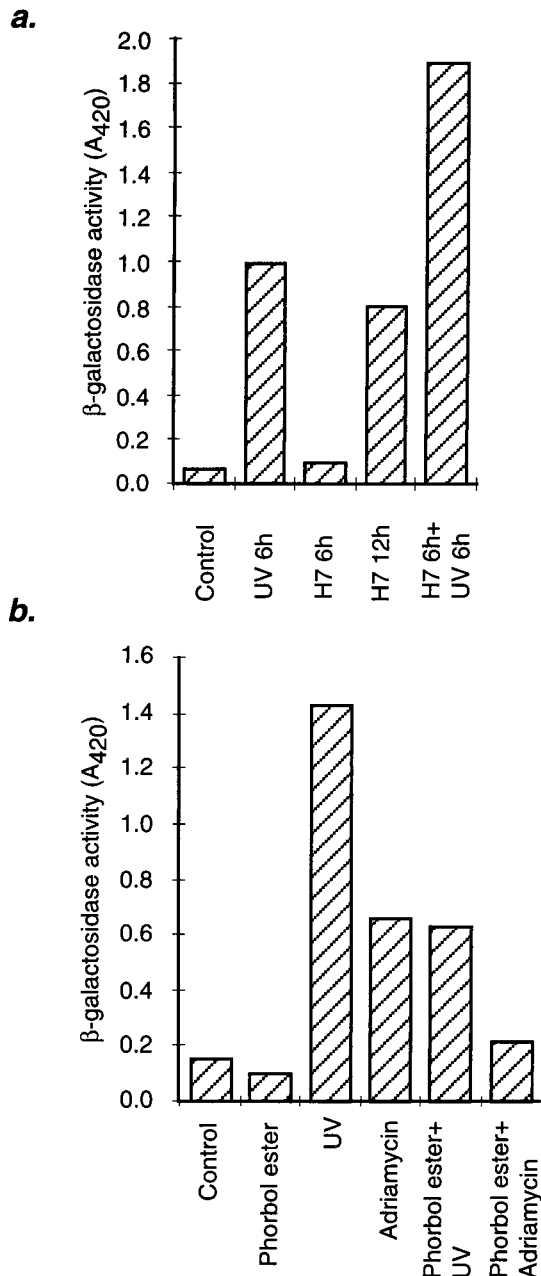 a.
β-galactosidase activity (A420)
2.0
1.8
1.6
1.4
1.2
1.0
0.8
0.6
0.4
0.2
0.0
Control
UV 6h
H7 6h
H7 12h
H7 6h+
UV 6h
b.
β-galactosidase activity (A420)
1.6
1.4
1.2
1.0
0.8
0.6
0.4
0.2
0.0
Control
Phorbol ester
UV
Adriamycin
Phorbol ester+
UV
Phorbol ester+
Adriamycin